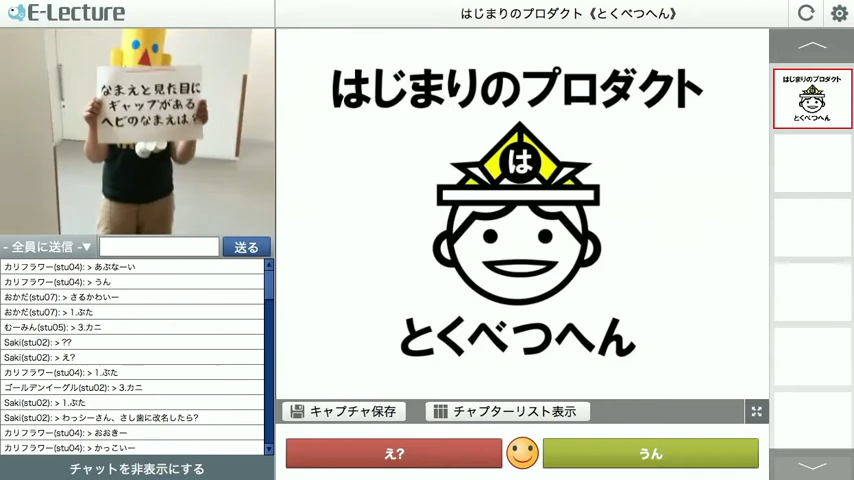 E-Lecture
はじまりのプロダクト《とくべつへん》
なまえと見た目に
ギャップがある
ヘビのなまえは?
- 全員に送信 -▼
送る
カリフラワー(stu04): > あぶなーい
カリフラワー(stu04): > うん
おかだ(stu07): > さるかわいー
おかだ(stu07): > 1.ぶた
むーみん(stu05): > 3.カニ
Saki(stu02): > ??
Saki(stu02): > え?
カリフラワー(stu04): > 1.ぶた
ゴールデンイーグル(stu02): > 3.カニ
Saki(stu02): > 1.ぶた
Saki(stu02): > わっシーさん、さし歯に改名したら?
カリフラワー(stu04): > おおきー
カリフラワー(stu04): > かっこいー
チャットを非表示にする
はじまりのプロダクト
は
とくべつへん
キャプチャ保存
チャプターリスト表示
え?
うん
はじまりのプロダクト
とくべつへん